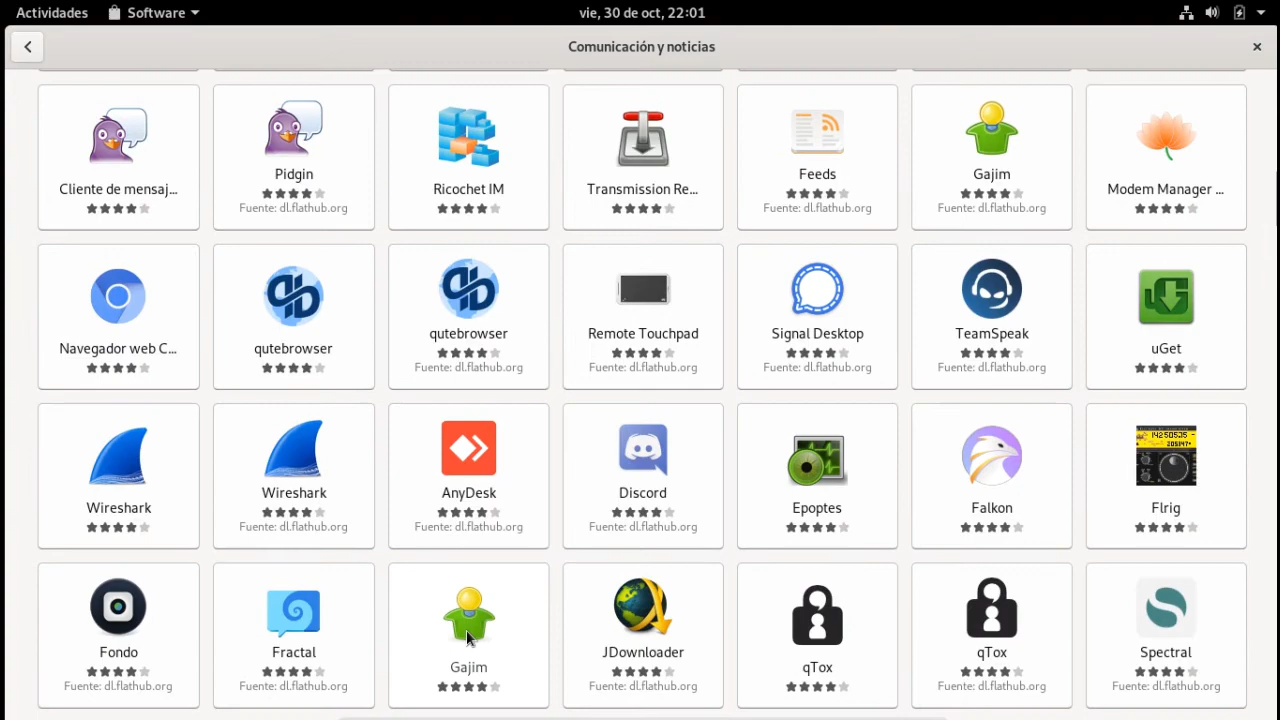 Actividades
Software
vie, 30 de oct, 22:01
Comunicación y noticias
Cliente de mensaj...
Pidgin
Fuente: dl.flathub.org
Ricochet IM
Transmission Re...
Feeds
Fuente: dl.flathub.org
Gajim
Fuente: dl.flathub.org
Modem Manager ...
Navegador web C...
qutebrowser
qutebrowser
Fuente: dl.flathub.org
Remote Touchpad
Fuente: dl.flathub.org
Signal Desktop
Fuente: dl.flathub.org
TeamSpeak
Fuente: dl.flathub.org
uGet
Wireshark
Wireshark
Fuente: dl.flathub.org
AnyDesk
Fuente: dl.flathub.org
Discord
Fuente: dl.flathub.org
Epoptes
Falkon
Flrig
Fondo
Fuente: dl.flathub.org
Fractal
Fuente: dl.flathub.org
Gajim
JDownloader
Fuente: dl.flathub.org
qTox
qTox
Fuente: dl.flathub.org
Spectral
Fuente: dl.flathub.org